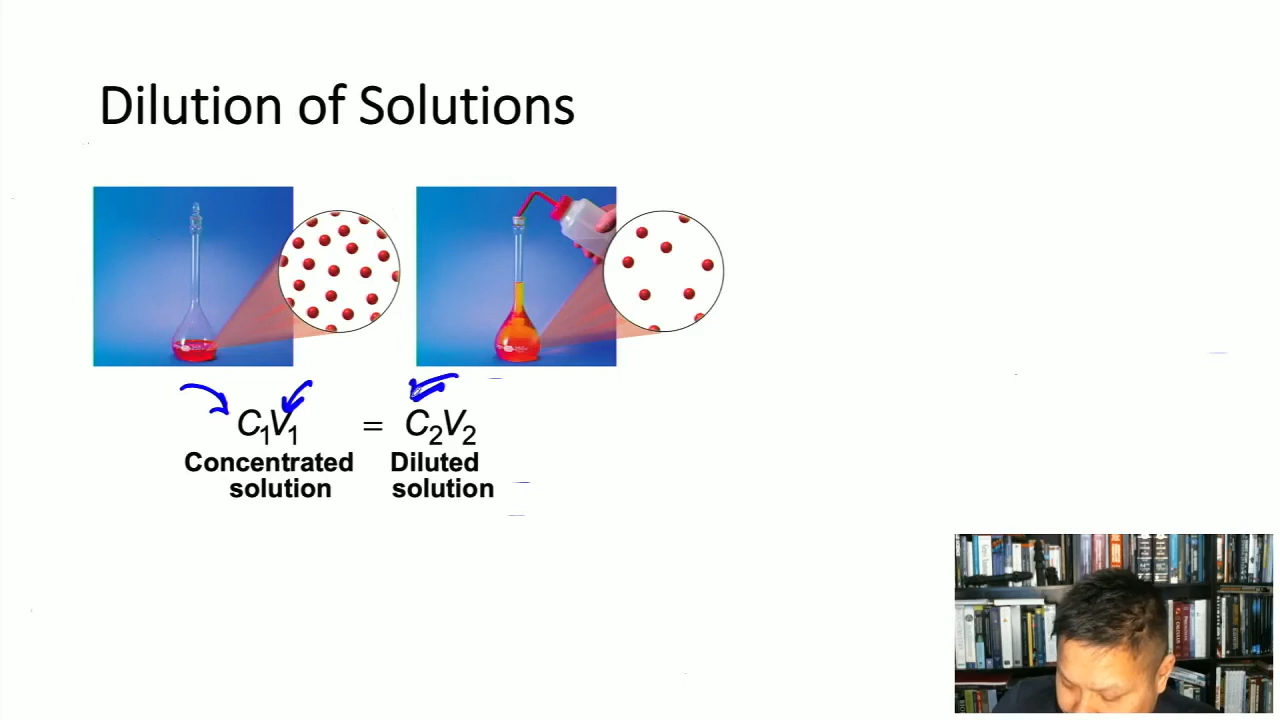 Dilution of Solutions
C₁V₁ = C₂V₂
Concentrated Diluted
solution solution